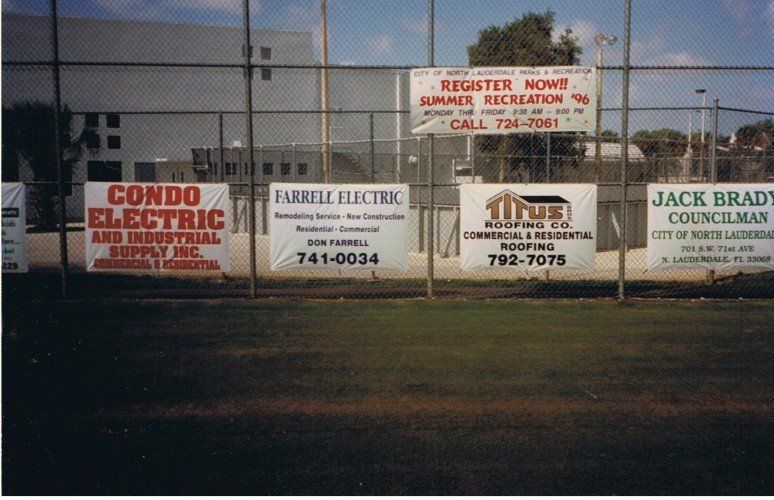 CITY OF NORTH LAUDERDALE PARKS & RECREATION
REGISTER NOW!!
SUMMER RECREATION '96
MONDAY THRU FRIDAY 9:30 AM - 9:00 PM
CALL 724-7061
CONDO
ELECTRIC
AND INDUSTRIAL
SUPPLY INC.
COMMERCIAL & RESIDENTIAL
FARRELL ELECTRIC
Remodeling Service - New Construction
Residential - Commercial
DON FARRELL
741-0034
TITUS
ROOFING CO.
COMMERCIAL & RESIDENTIAL
ROOFING
792-7075
JACK BRADY
COUNCILMAN
CITY OF NORTH LAUDERDAL
701 S.W. 71st AVE
N. LAUDERDALE, FL 33068